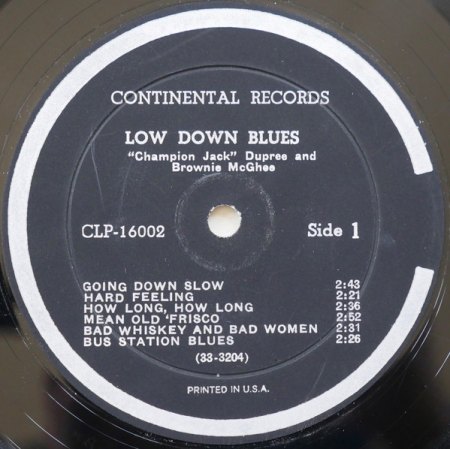 CONTINENTAL RECORDS
LOW DOWN BLUES
"Champion Jack" Dupree and
Brownie McGhee
CLP-16002 Side 1
GOING DOWN SLOW 2:43
HARD FEELING 2:21
HOW LONG, HOW LONG 2:36
MEAN OLD 'FRISCO 2:52
BAD WHISKEY AND BAD WOMEN 2:31
BUS STATION BLUES 2:26
(33-3204)
PRINTED IN U.S.A.